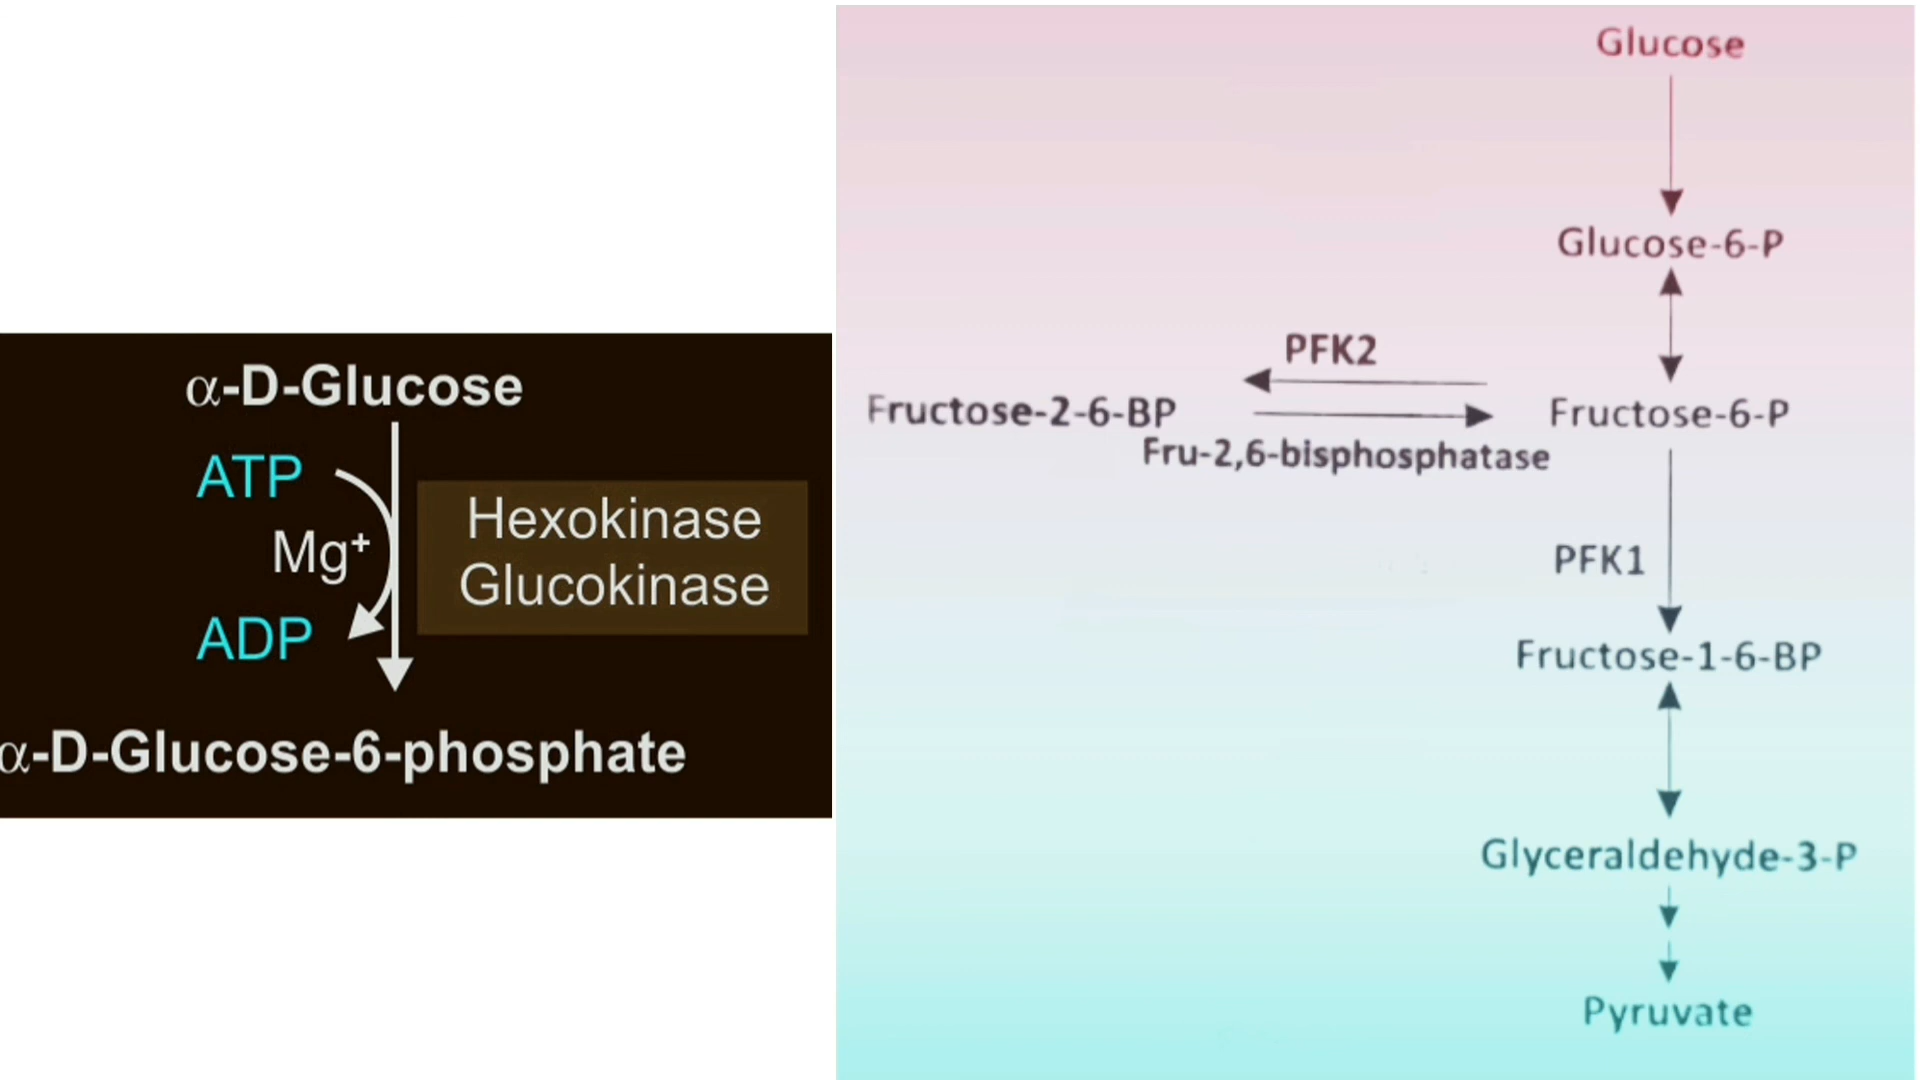 α-D-Glucose
ATP
Mg⁺
ADP
Hexokinase
Glucokinase
α-D-Glucose-6-phosphate
Glucose
Glucose-6-P
PFK2
Fructose-2-6-BP
Fructose-6-P
Fru-2,6-bisphosphatase
PFK1
Fructose-1-6-BP
Glyceraldehyde-3-P
Pyruvate